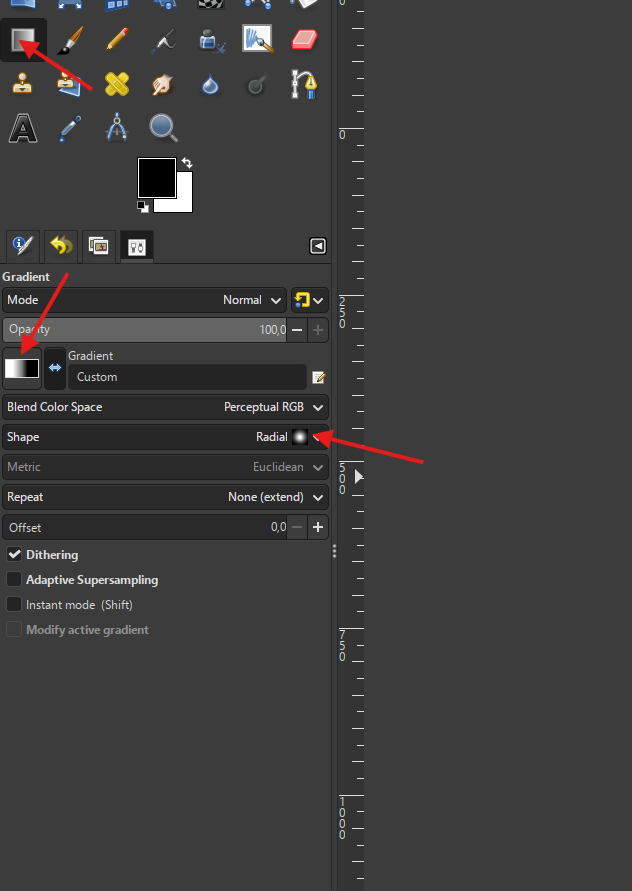 Gradient
Mode Normal
Opacity 100,0
Gradient
Custom
Blend Color Space Perceptual RGB
Shape Radial
Metric Euclidean
Repeat None (extend)
Offset 0,0
Dithering
Adaptive Supersampling
Instant mode (Shift)
Modify active gradient
0
0
250
500
750
1000